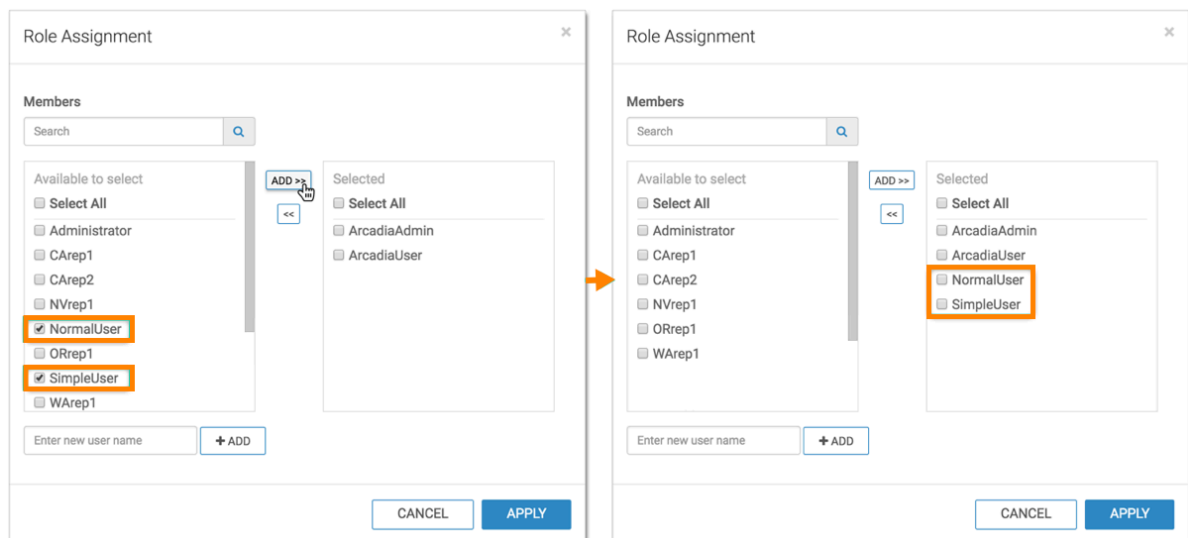 Role Assignment
×
Members
Search
Available to select
Select All
Administrator
CArep1
CArep2
NVrep1
NormalUser
ORrep1
SimpleUser
WArep1
ADD >>
<<
Selected
Select All
ArcadiaAdmin
ArcadiaUser
Enter new user name
+ ADD
CANCEL
APPLY
Role Assignment
×
Members
Search
Available to select
Select All
Administrator
CArep1
CArep2
NVrep1
ORrep1
WArep1
ADD >>
<<
Selected
Select All
ArcadiaAdmin
ArcadiaUser
NormalUser
SimpleUser
Enter new user name
+ ADD
CANCEL
APPLY